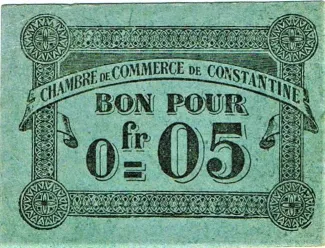 CHAMBRE DE COMMERCE DE CONSTANTINE
BON POUR
0 fr = 05